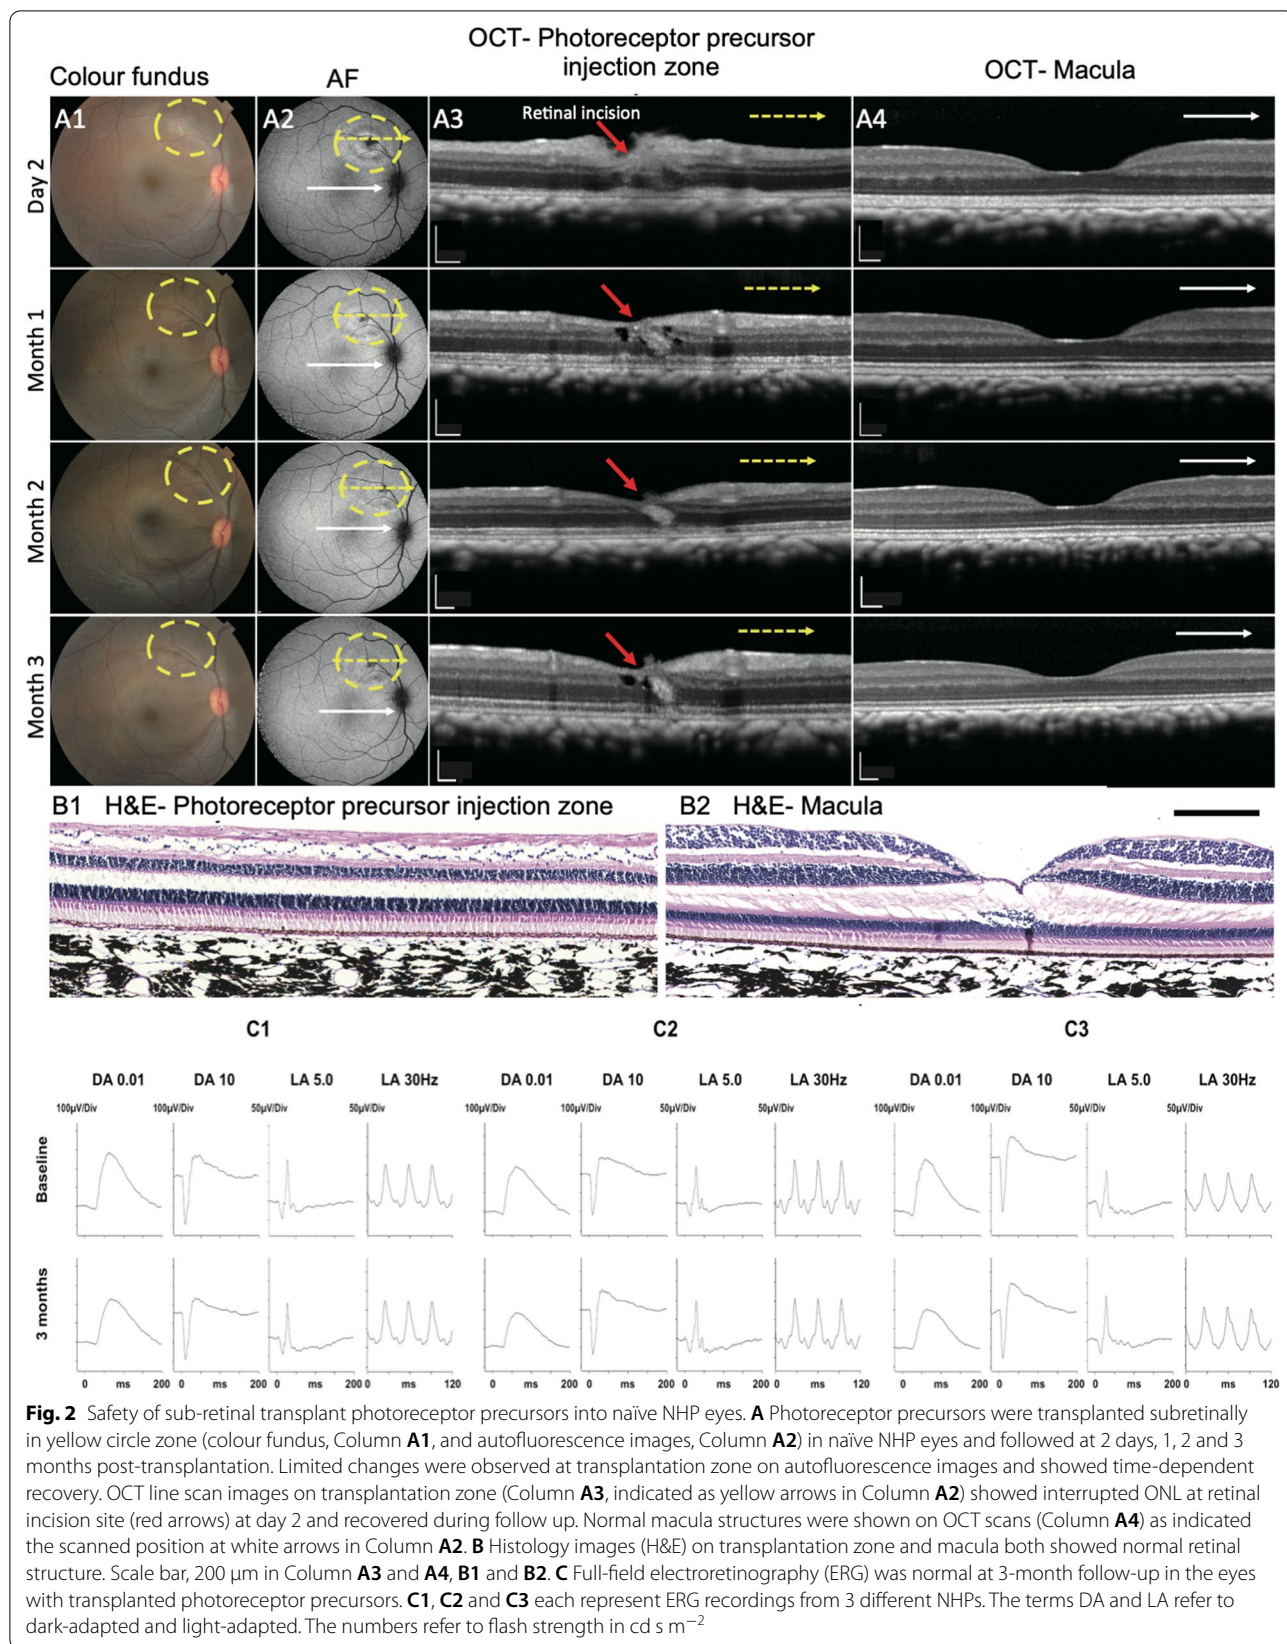 OCT- Photoreceptor precursor
injection zone
Colour fundus
AF
OCT- Macula
Day 2
A1
A2
A3
Retinal incision
A4
Month 1
Month 2
Month 3
B1 H&E- Photoreceptor precursor injection zone
B2 H&E- Macula
C1
C2
C3
DA 0.01 DA 10 LA 5.0 LA 30Hz DA 0.01 DA 10 LA 5.0 LA 30Hz DA 0.01 DA 10 LA 5.0 LA 30Hz
100µV/Div 100µV/Div 50µV/Div 50µV/Div 100µV/Div 100µV/Div 50µV/Div 50µV/Div 100µV/Div 100µV/Div 50µV/Div 50µV/Div
Baseline
3 months
0 ms 200 0 ms 200 0 ms 200 0 ms 120 0 ms 200 0 ms 200 0 ms 200 0 ms 120 0 ms 200 0 ms 200 0 ms 200 0 ms 120
Fig. 2 Safety of sub-retinal transplant photoreceptor precursors into naïve NHP eyes. A Photoreceptor precursors were transplanted subretinally
in yellow circle zone (colour fundus, Column A1, and autofluorescence images, Column A2) in naïve NHP eyes and followed at 2 days, 1, 2 and 3
months post-transplantation. Limited changes were observed at transplantation zone on autofluorescence images and showed time-dependent
recovery. OCT line scan images on transplantation zone (Column A3, indicated as yellow arrows in Column A2) showed interrupted ONL at retinal
incision site (red arrows) at day 2 and recovered during follow up. Normal macula structures were shown on OCT scans (Column A4) as indicated
the scanned position at white arrows in Column A2. B Histology images (H&E) on transplantation zone and macula both showed normal retinal
structure. Scale bar, 200 µm in Column A3 and A4, B1 and B2. C Full-field electroretinography (ERG) was normal at 3-month follow-up in the eyes
with transplanted photoreceptor precursors. C1, C2 and C3 each represent ERG recordings from 3 different NHPs. The terms DA and LA refer to
dark-adapted and light-adapted. The numbers refer to flash strength in cd s m⁻²